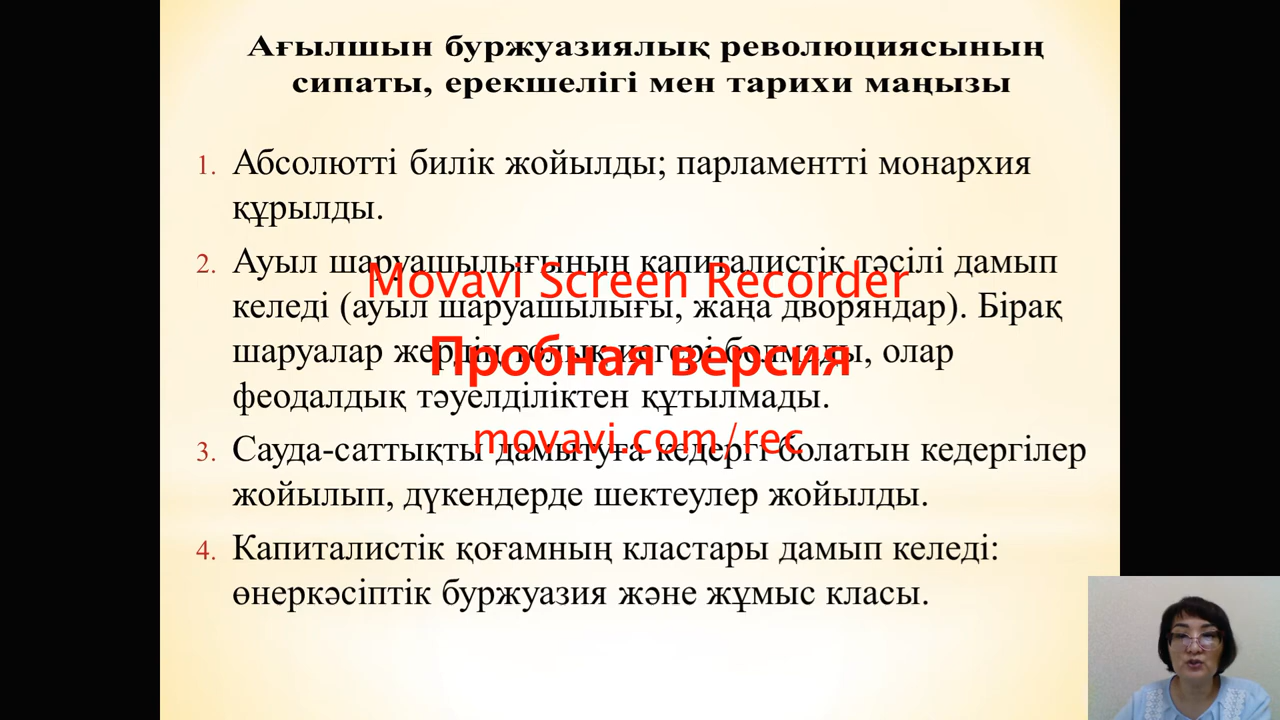 Ағылшын буржуазиялық революциясының
сипаты, ерекшелігі мен тарихи маңызы
1. Абсолютті билік жойылды; парламентті монархия
құрылды.
2. Ауыл шаруашылығының капиталистік тәсілі дамып
Movavi Screen Recorder
келеді (ауыл шаруашылығы, жаңа дворяндар). Бірақ
шаруалар жердің толық иегері болмады, олар
Пробная версия
феодалдық тәуелділіктен құтылмады.
movavi.com/rec
3. Сауда-саттықты дамытуға кедергі болатын кедергілер
жойылып, дүкендерде шектеулер жойылды.
4. Капиталистік қоғамның кластары дамып келеді:
өнеркәсіптік буржуазия және жұмыс класы.